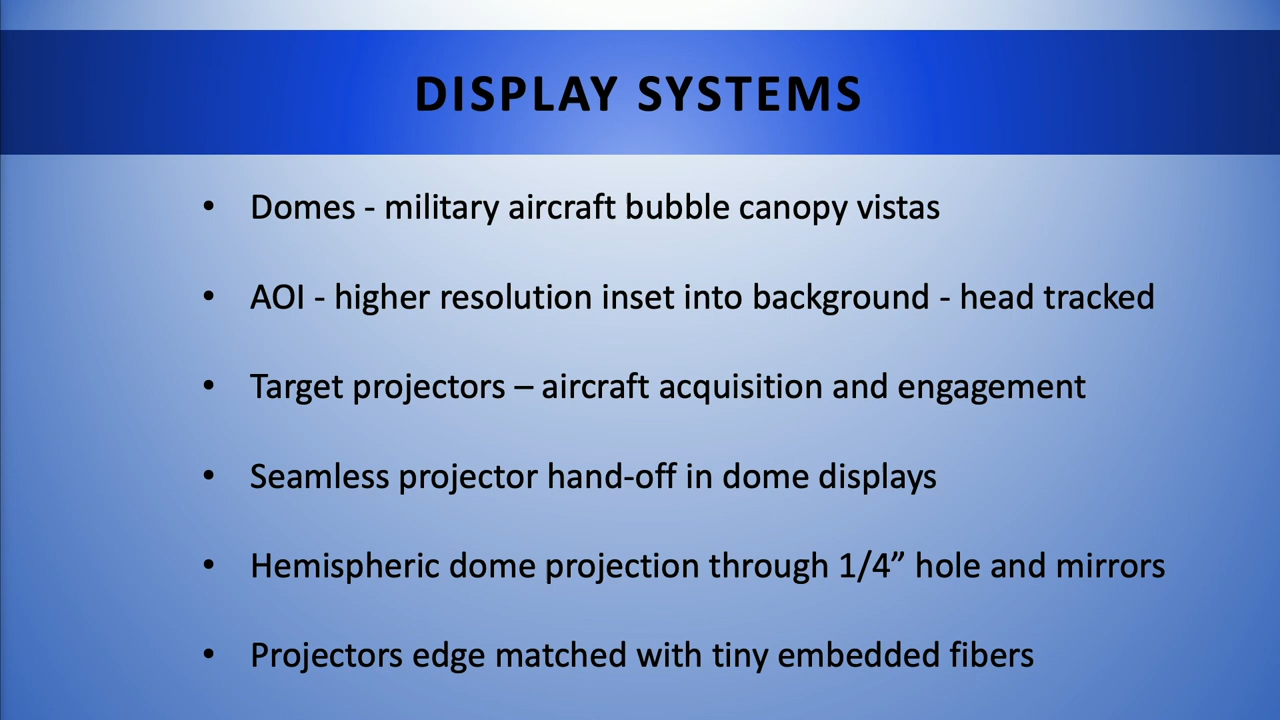 DISPLAY SYSTEMS
• Domes - military aircraft bubble canopy vistas
• AOI - higher resolution inset into background - head tracked
• Target projectors – aircraft acquisition and engagement
• Seamless projector hand-off in dome displays
• Hemispheric dome projection through 1/4” hole and mirrors
• Projectors edge matched with tiny embedded fibers